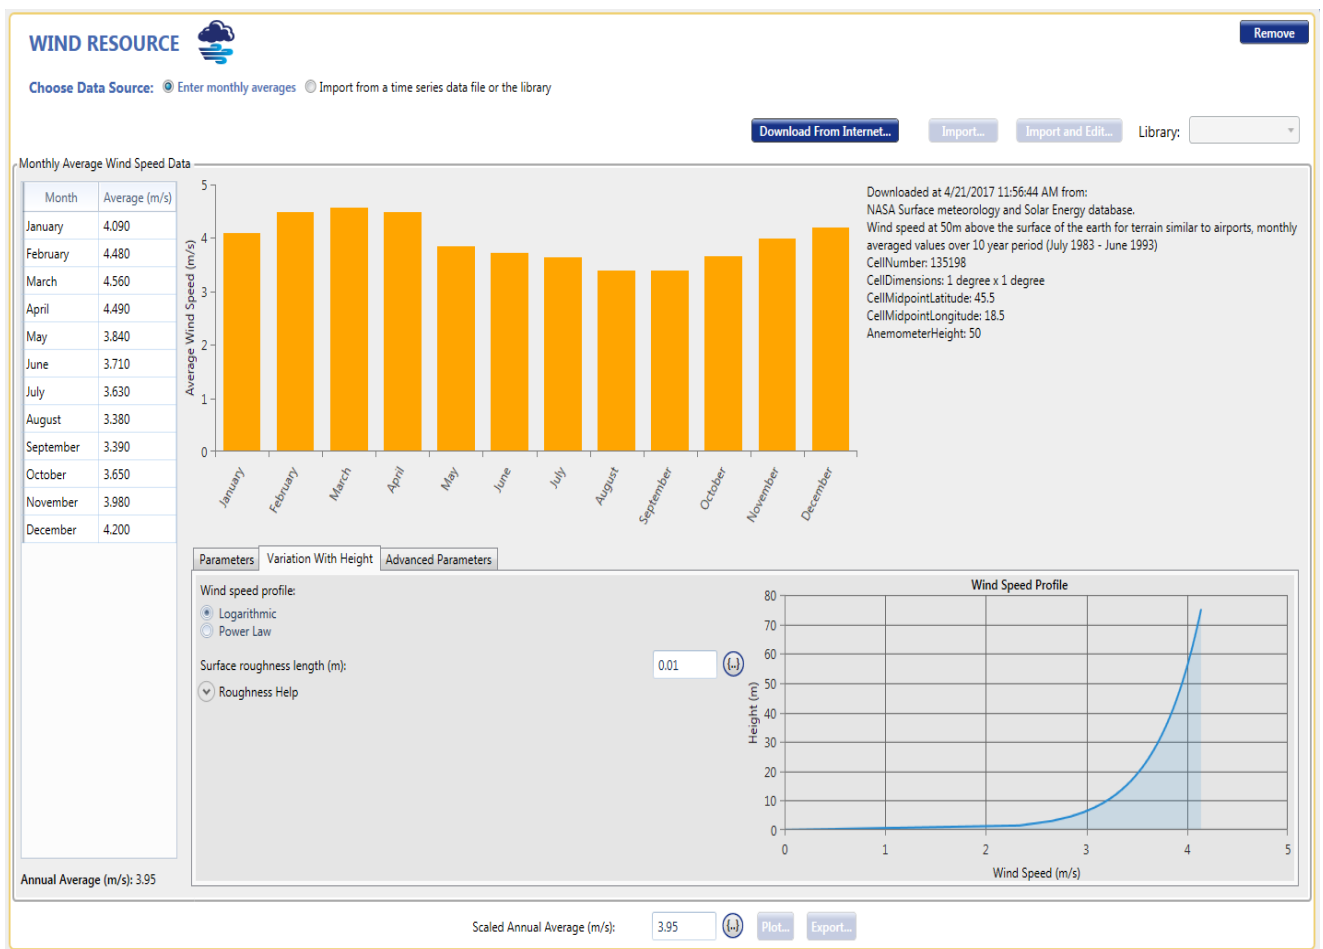 WIND RESOURCE
Remove
Choose Data Source: Enter monthly averages Import from a time series data file or the library
Download From Internet... Import... Import and Edit... Library:
Monthly Average Wind Speed Data
Month Average (m/s)
January 4.090
February 4.480
March 4.560
April 4.490
May 3.840
June 3.710
July 3.630
August 3.380
September 3.390
October 3.650
November 3.980
December 4.200
Annual Average (m/s): 3.95
Average Wind Speed (m/s)
5
4
3
2
1
0
January February March April May June July August September October November December
Downloaded at 4/21/2017 11:56:44 AM from:
NASA Surface meteorology and Solar Energy database.
Wind speed at 50m above the surface of the earth for terrain similar to airports, monthly
averaged values over 10 year period (July 1983 - June 1993)
CellNumber: 135198
CellDimensions: 1 degree x 1 degree
CellMidpointLatitude: 45.5
CellMidpointLongitude: 18.5
AnemometerHeight: 50
Parameters Variation With Height Advanced Parameters
Wind speed profile:
Logarithmic
Power Law
Surface roughness length (m): 0.01 {..}
Roughness Help
Wind Speed Profile
Height (m)
80
70
60
50
40
30
20
10
0
0 1 2 3 4 5
Wind Speed (m/s)
Scaled Annual Average (m/s): 3.95 {..} Plot... Export...